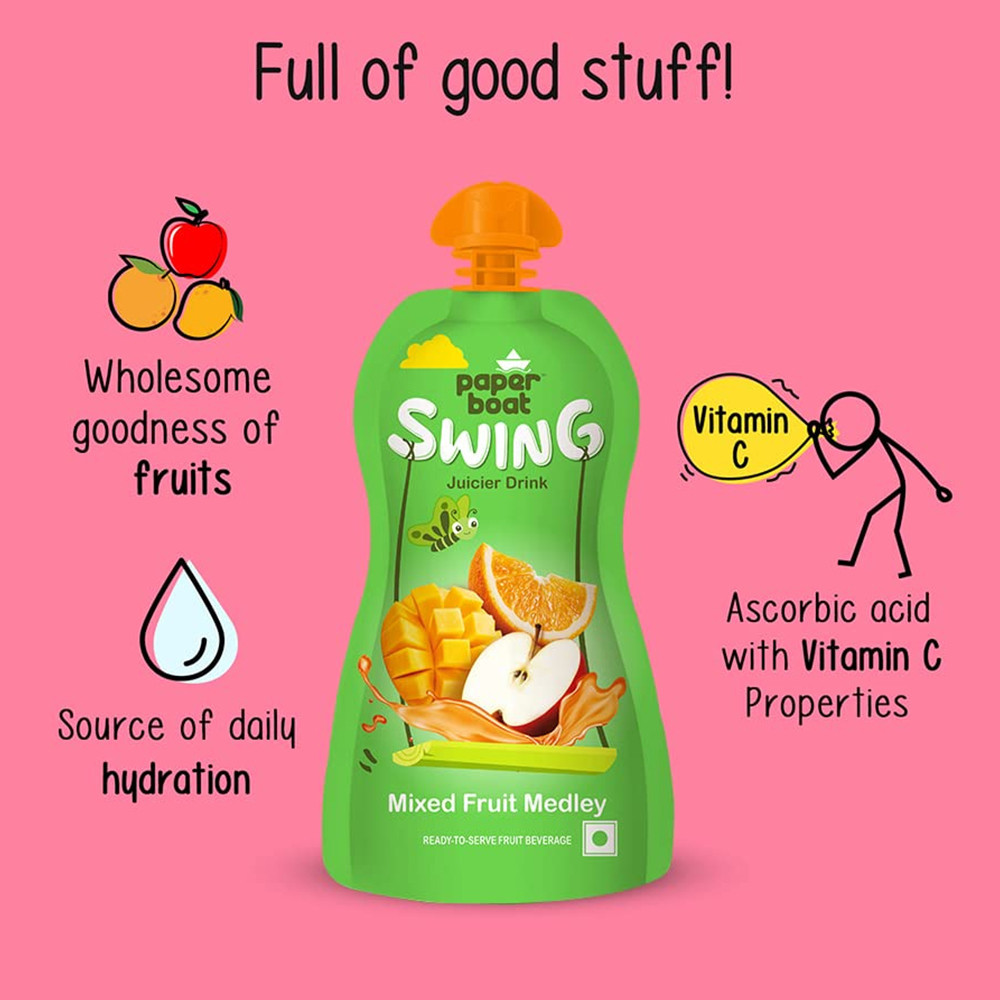 Full of good stuff!
Wholesome
goodness of
fruits
Source of daily
hydration
paper
boat
SWING
Juicier Drink
Mixed Fruit Medley
READY-TO-SERVE FRUIT BEVERAGE
Vitamin
C
Ascorbic acid
with Vitamin C
Properties